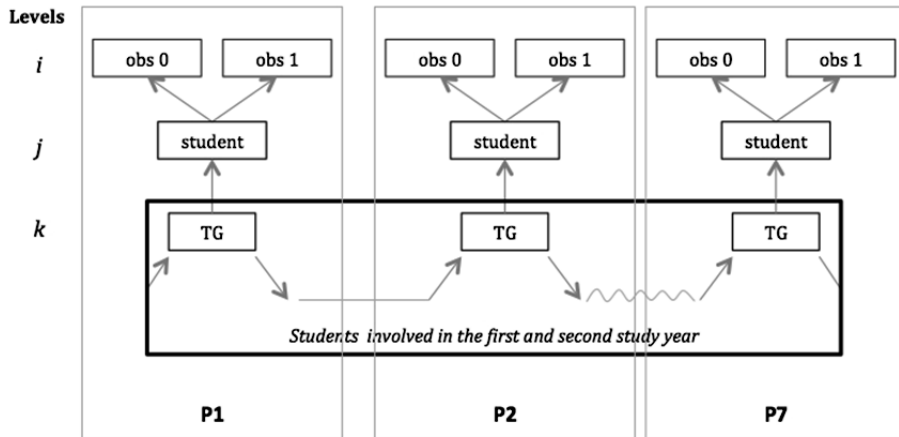 Levels
i
obs 0 obs 1 obs 0 obs 1 obs 0 obs 1
j
student student student
k
TG TG TG
Students involved in the first and second study year
P1 P2 P7